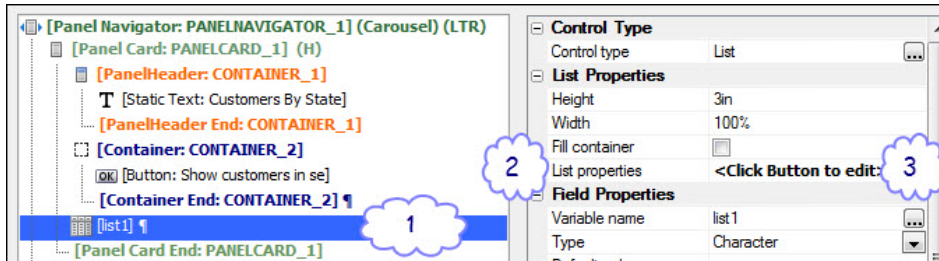 [Panel Navigator: PANELNAVIGATOR_1] (Carousel) (LTR)
[Panel Card: PANELCARD_1] (H)
[PanelHeader: CONTAINER_1]
T [Static Text: Customers By State]
[PanelHeader End: CONTAINER_1]
[Container: CONTAINER_2]
OK [Button: Show customers in se]
[Container End: CONTAINER_2] ¶
[list1] ¶
1
[Panel Card End: PANELCARD_1]
Control Type
Control type List ...
List Properties
Height 3in
Width 100%
Fill container
2
List properties <Click Button to edit>
3
Field Properties
Variable name list1 ...
Type Character